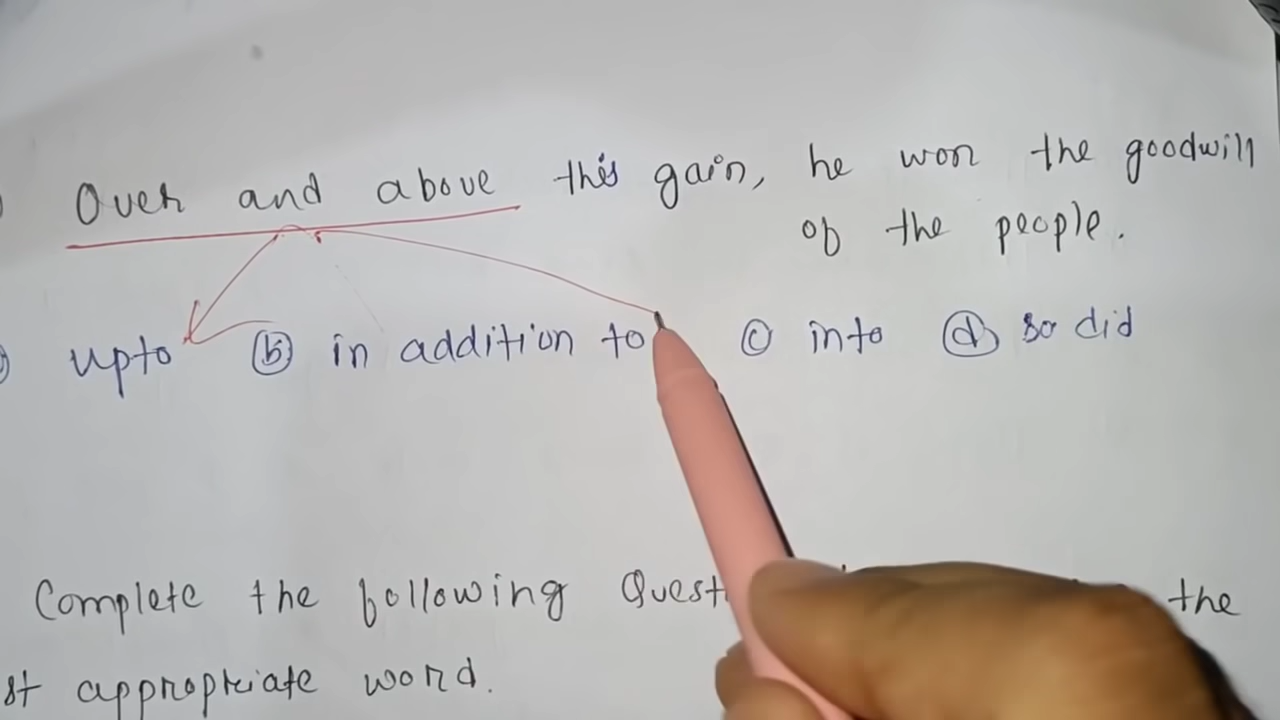 Over and above this gain, he won the goodwill
of the people.
upto (b) in addition to (c) into (d) so did
Complete the following the
appropriate word.